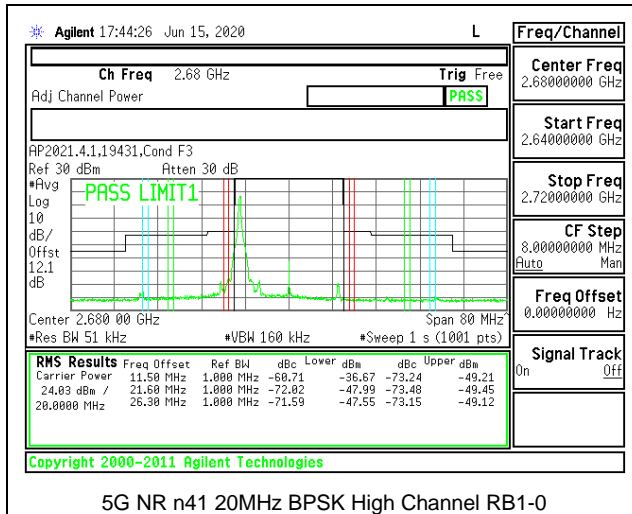 Agilent 17:44:26 Jun 15, 2020 L
Freq/Channel
Ch Freq 2.68 GHz Trig Free
Adj Channel Power PASS
Center Freq
2.68000000 GHz
Start Freq
2.64000000 GHz
Stop Freq
2.72000000 GHz
CF Step
8.00000000 MHz
Auto Man
Freq Offset
0.00000000 Hz
Signal Track
On Off
AP2021.4.1,19431,Cond F3
Ref 30 dBm Atten 30 dB
#Avg
Log
10
dB/
Offst
12.1
dB
PASS LIMIT1
Center 2.680 00 GHz Span 80 MHz
#Res BW 51 kHz #VBW 160 kHz #Sweep 1 s (1001 pts)
RMS Results Freq Offset Ref BW dBc Lower dBm dBc Upper dBm
Carrier Power 11.50 MHz 1.000 MHz -60.71 -36.67 -73.24 -49.21
24.03 dBm / 21.60 MHz 1.000 MHz -72.02 -47.99 -73.48 -49.45
20.0000 MHz 26.30 MHz 1.000 MHz -71.59 -47.55 -73.15 -49.12
Copyright 2000-2011 Agilent Technologies
5G NR n41 20MHz BPSK High Channel RB1-0